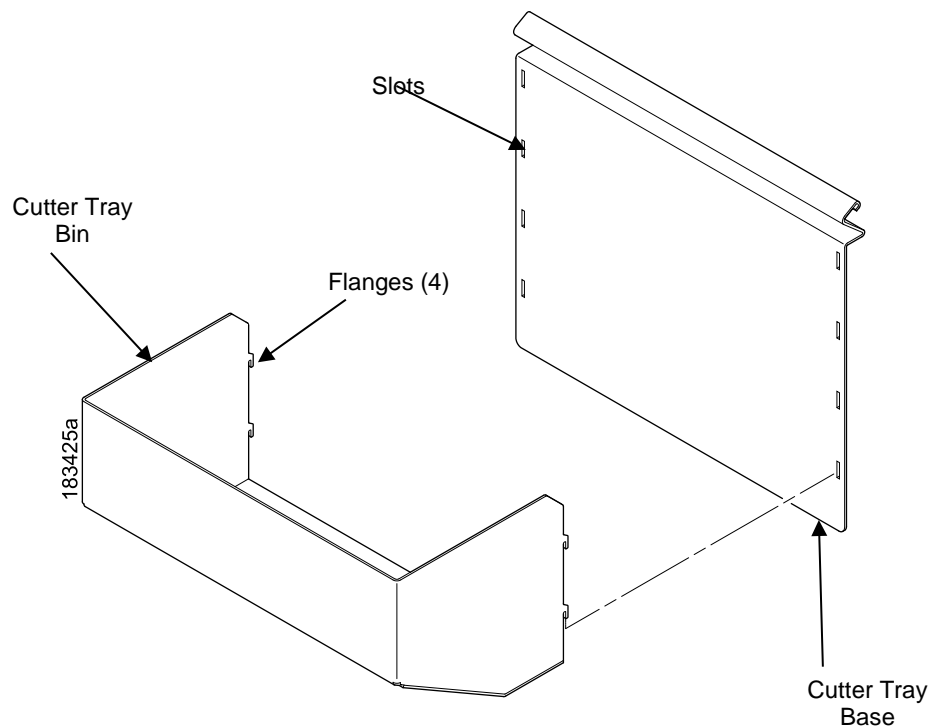 Slots
Cutter Tray
Bin
Flanges (4)
183425a
Cutter Tray
Base